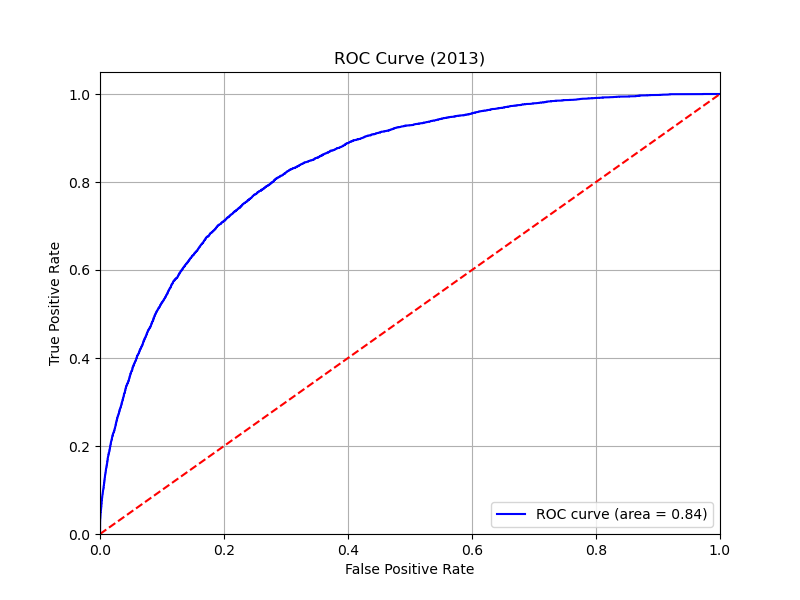 ROC Curve (2013)
True Positive Rate
1.0
0.8
0.6
0.4
0.2
0.0
0.0 0.2 0.4 0.6 0.8 1.0
False Positive Rate
ROC curve (area = 0.84)